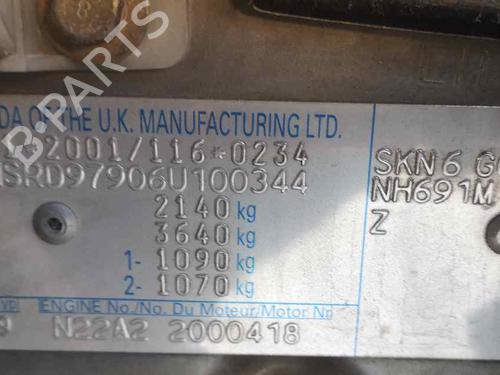 B-PARTS
DA OF THE U.K. MANUFACTURING LTD.
2001/116*0234
SRD97906U100344
2140 kg
3640 kg
1- 1090 kg
2- 1070 kg
ENGINE No./No. Du Moteur/Motor Nr
N22A2 2000418
SKN6
NH691M
Z